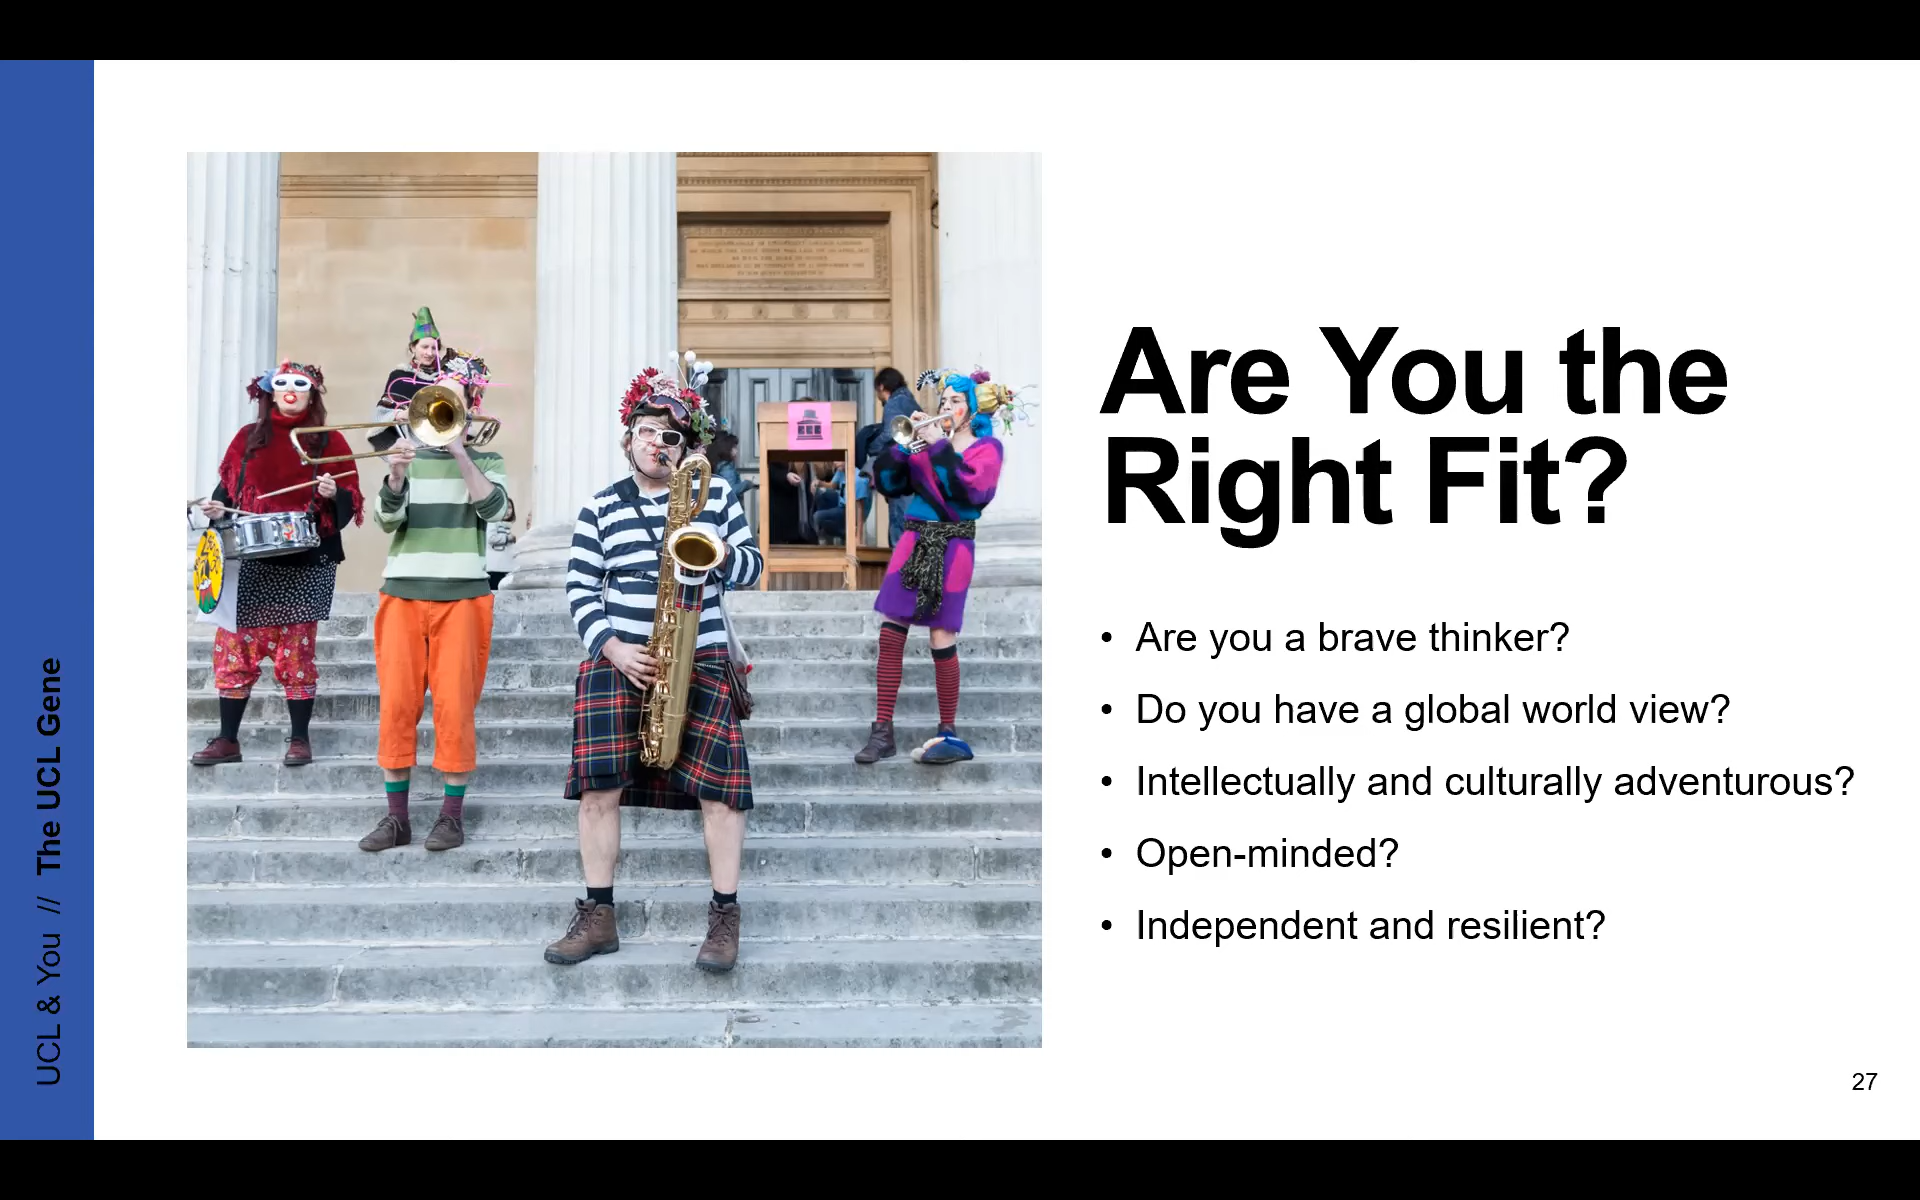 UCL & You // The UCL Gene
Are You the
Right Fit?
• Are you a brave thinker?
• Do you have a global world view?
• Intellectually and culturally adventurous?
• Open-minded?
• Independent and resilient?
27